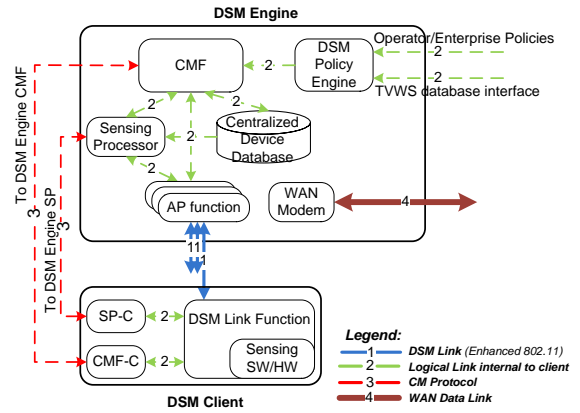 DSM Engine
Operator/Enterprise Policies
2
TVWS database interface
2
CMF
2
DSM
Policy
Engine
2
2
2
Sensing
Processor
Centralized
Device
Database
2
2
AP function
WAN
Modem
4
To DSM Engine CMF
3
To DSM Engine SP
3
1
1
1
SP-C
2
DSM Link Function
CMF-C
2
Sensing
SW/HW
DSM Client
Legend:
1 DSM Link (Enhanced 802.11)
2 Logical Link internal to client
3 CM Protocol
4 WAN Data Link